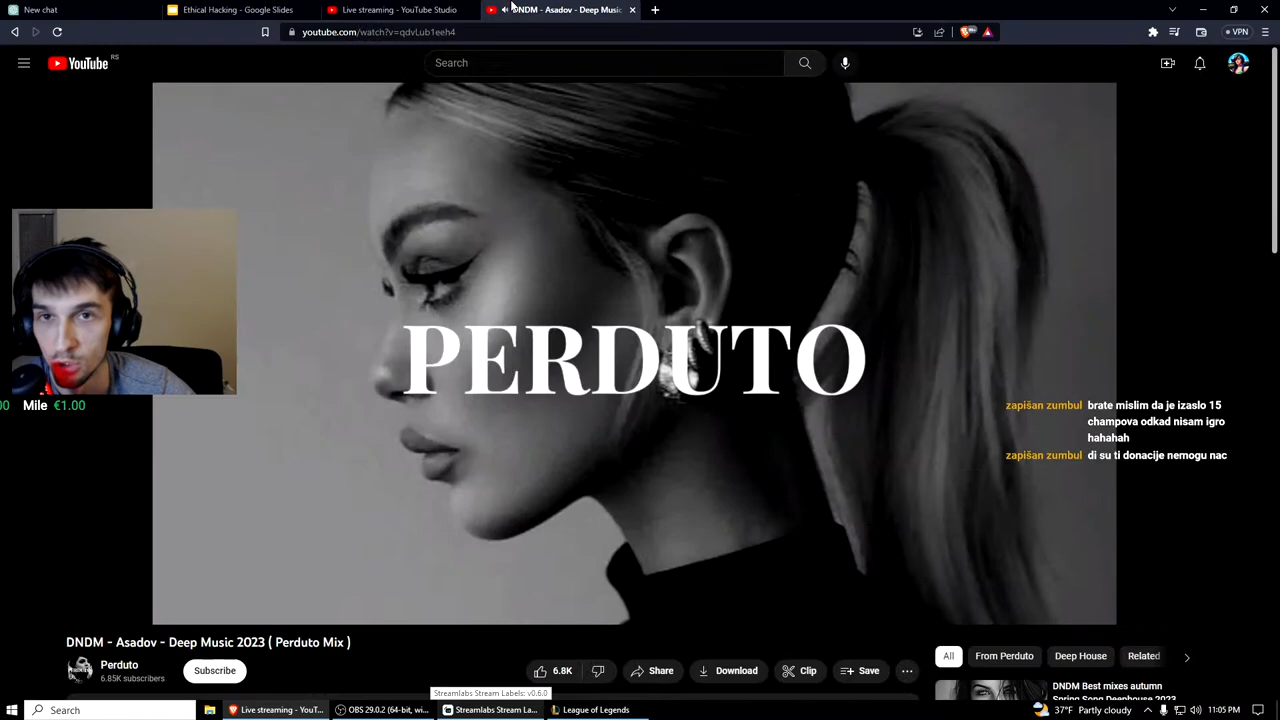 New chat
Ethical Hacking - Google Slides
Live streaming - YouTube Studio
DNDM - Asadov - Deep Music
youtube.com/watch?v=qdvLub1eeh4
VPN
YouTube RS
Search
PERDUTO
00 Mile €1.00
zapišan zumbul brate mislim da je izaslo 15
champova odkad nisam igro
hahahah
zapišan zumbul di su ti donacije nemogu nac
DNDM - Asadov - Deep Music 2023 ( Perduto Mix )
Perduto
6.85K subscribers
Subscribe
6.8K
Share
Download
Clip
Save
All
From Perduto
Deep House
Related
DNDM Best mixes autumn
Spring Song Deephouse 2023
Streamlabs Stream Labels: v0.6.0
Search
Live streaming - YouT...
OBS 29.0.2 (64-bit, wi...
Streamlabs Stream La...
League of Legends
37°F Partly cloudy
11:05 PM